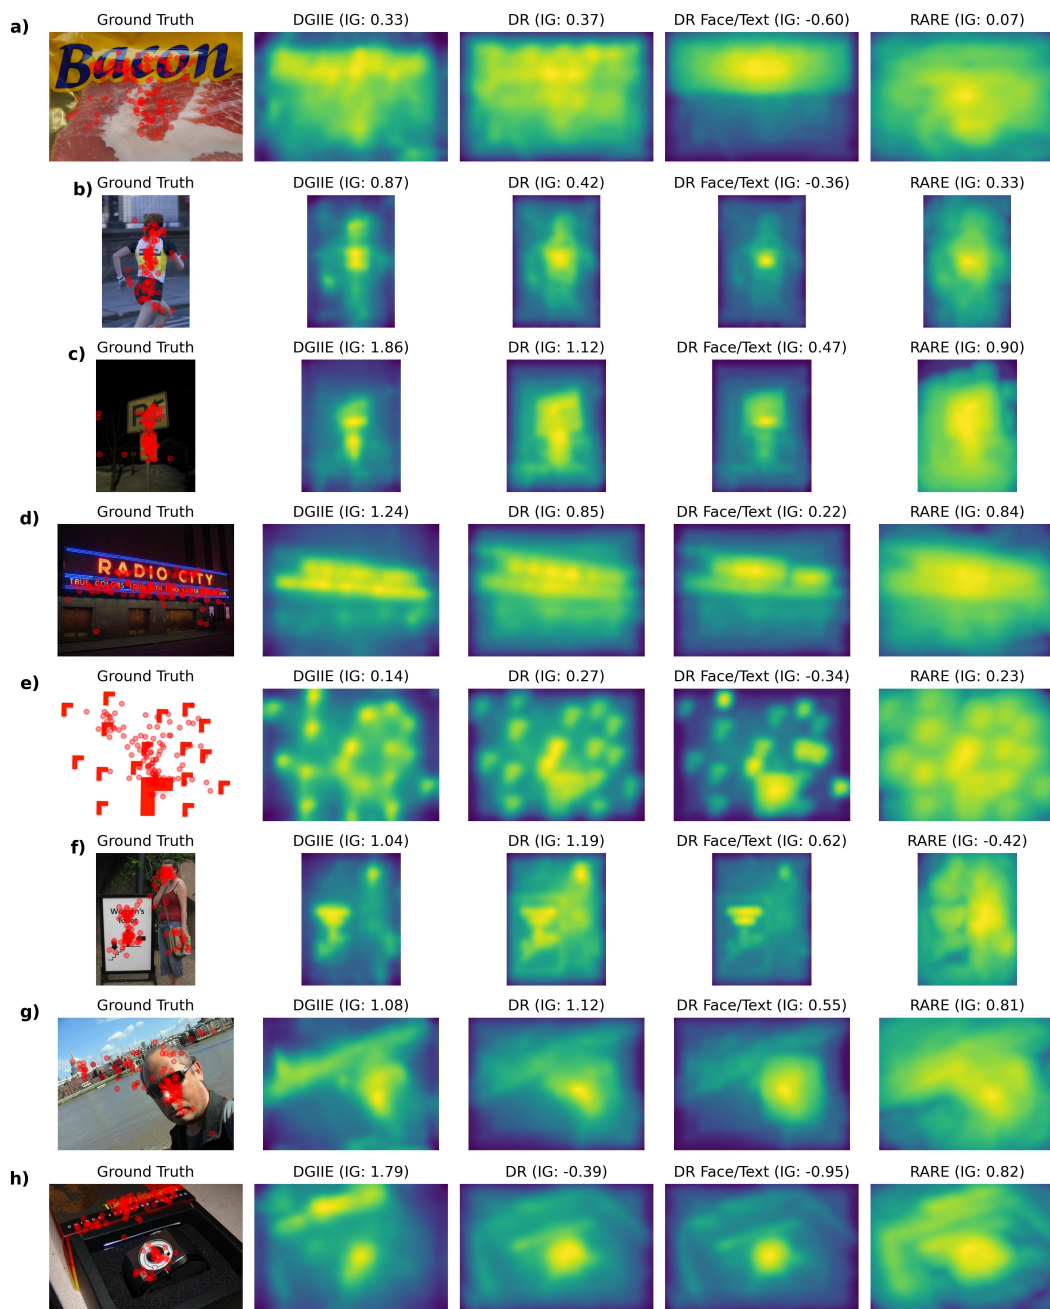 a)
Ground Truth DGIIE (IG: 0.33) DR (IG: 0.37) DR Face/Text (IG: -0.60) RARE (IG: 0.07)
Bacon
b)
Ground Truth DGIIE (IG: 0.87) DR (IG: 0.42) DR Face/Text (IG: -0.36) RARE (IG: 0.33)
c)
Ground Truth DGIIE (IG: 1.86) DR (IG: 1.12) DR Face/Text (IG: 0.47) RARE (IG: 0.90)
d)
Ground Truth DGIIE (IG: 1.24) DR (IG: 0.85) DR Face/Text (IG: 0.22) RARE (IG: 0.84)
RADIO CITY
TRUE COLORS TOUR
e)
Ground Truth DGIIE (IG: 0.14) DR (IG: 0.27) DR Face/Text (IG: -0.34) RARE (IG: 0.23)
f)
Ground Truth DGIIE (IG: 1.04) DR (IG: 1.19) DR Face/Text (IG: 0.62) RARE (IG: -0.42)
Women's
Toilet
g)
Ground Truth DGIIE (IG: 1.08) DR (IG: 1.12) DR Face/Text (IG: 0.55) RARE (IG: 0.81)
h)
Ground Truth DGIIE (IG: 1.79) DR (IG: -0.39) DR Face/Text (IG: -0.95) RARE (IG: 0.82)